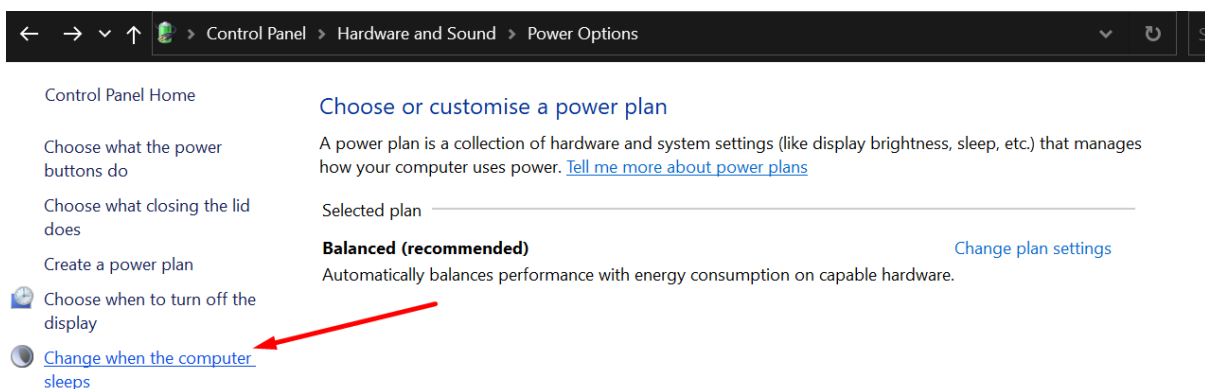 Control Panel > Hardware and Sound > Power Options
Control Panel Home
Choose what the power
buttons do
Choose what closing the lid
does
Create a power plan
Choose when to turn off the
display
Change when the computer
sleeps
Choose or customise a power plan
A power plan is a collection of hardware and system settings (like display brightness, sleep, etc.) that manages
how your computer uses power. Tell me more about power plans
Selected plan
Balanced (recommended) Change plan settings
Automatically balances performance with energy consumption on capable hardware.